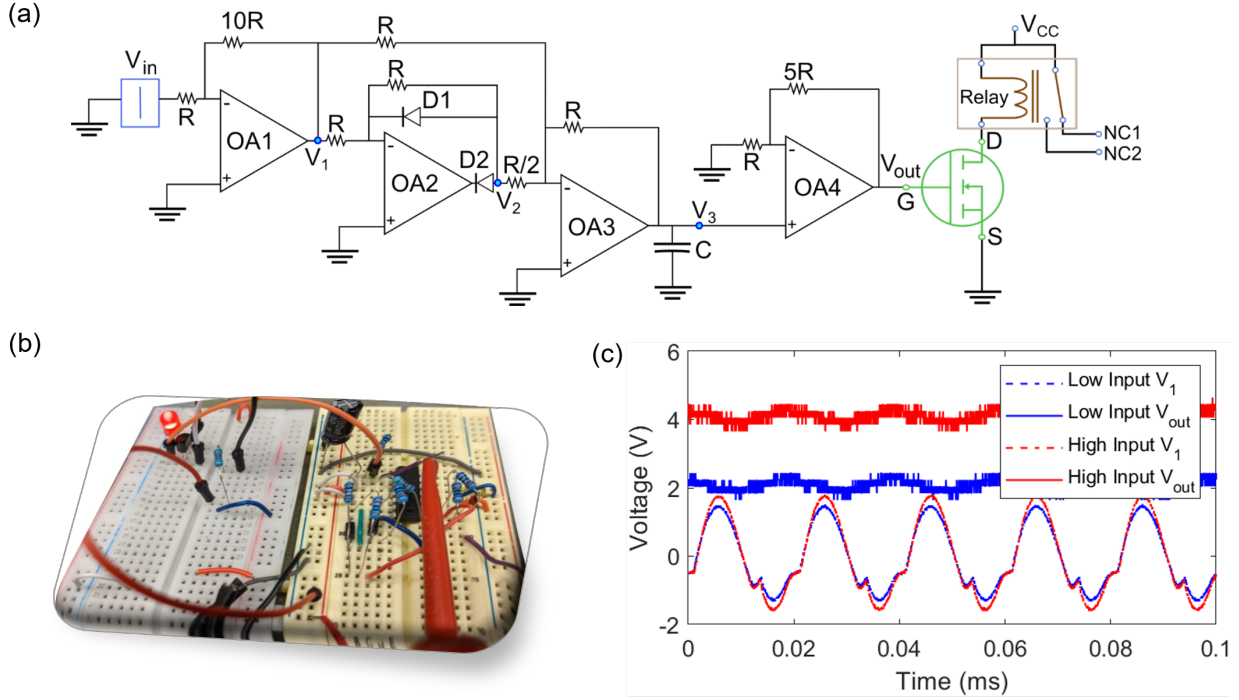 (a)
10R
R
V_in
R
-
+
OA1
V_1
R
R
D1
-
+
OA2
D2
V_2
R/2
R
-
+
OA3
V_3
C
5R
R
-
+
OA4
V_out
G
D
S
V_CC
Relay
NC1
NC2
(b)
(c)
6
4
2
0
-2
Voltage (V)
Low Input V_1
Low Input V_out
High Input V_1
High Input V_out
0
0.02
0.04
0.06
0.08
0.1
Time (ms)